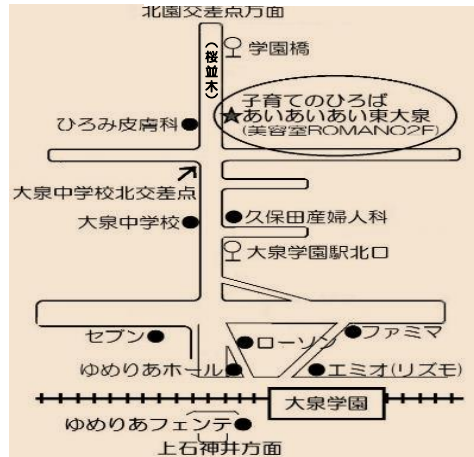 北園交差点方面
(桜並木)
学園橋
子育てのひろば
★あいあいあい東大泉
(美容室ROMANO2F)
ひろみ皮膚科
大泉中学校北交差点
大泉中学校
久保田産婦人科
大泉学園駅北口
セブン
ローソン
ファミマ
ゆめりあホール
エミオ(リズモ)
大泉学園
ゆめりあフェンテ
上石神井方面